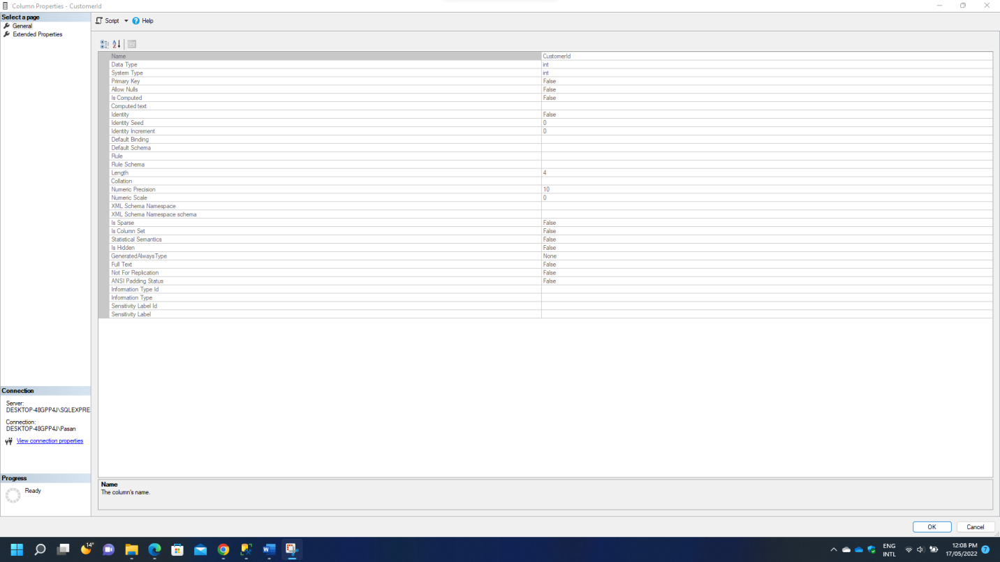 Column Properties - CustomerId
Select a page
General
Extended Properties
Script
Help
Name CustomerId
Data Type int
System Type int
Primary Key False
Allow Nulls False
Is Computed False
Computed text
Identity False
Identity Seed 0
Identity Increment 0
Default Binding
Default Schema
Rule
Rule Schema
Length 4
Collation
Numeric Precision 10
Numeric Scale 0
XML Schema Namespace
XML Schema Namespace schema
Is Sparse False
Is Column Set False
Statistical Semantics False
Is Hidden False
GeneratedAlwaysType None
Full Text False
Not For Replication False
ANSI Padding Status False
Information Type Id
Information Type
Sensitivity Label Id
Sensitivity Label
Connection
Server:
DESKTOP-48GPP4J\SQLEXPRE
Connection:
DESKTOP-48GPP4J\Pasan
View connection properties
Progress
Ready
Name
The column's name.
OK Cancel
14°
ENG
INTL
12:08 PM
17/05/2022
7